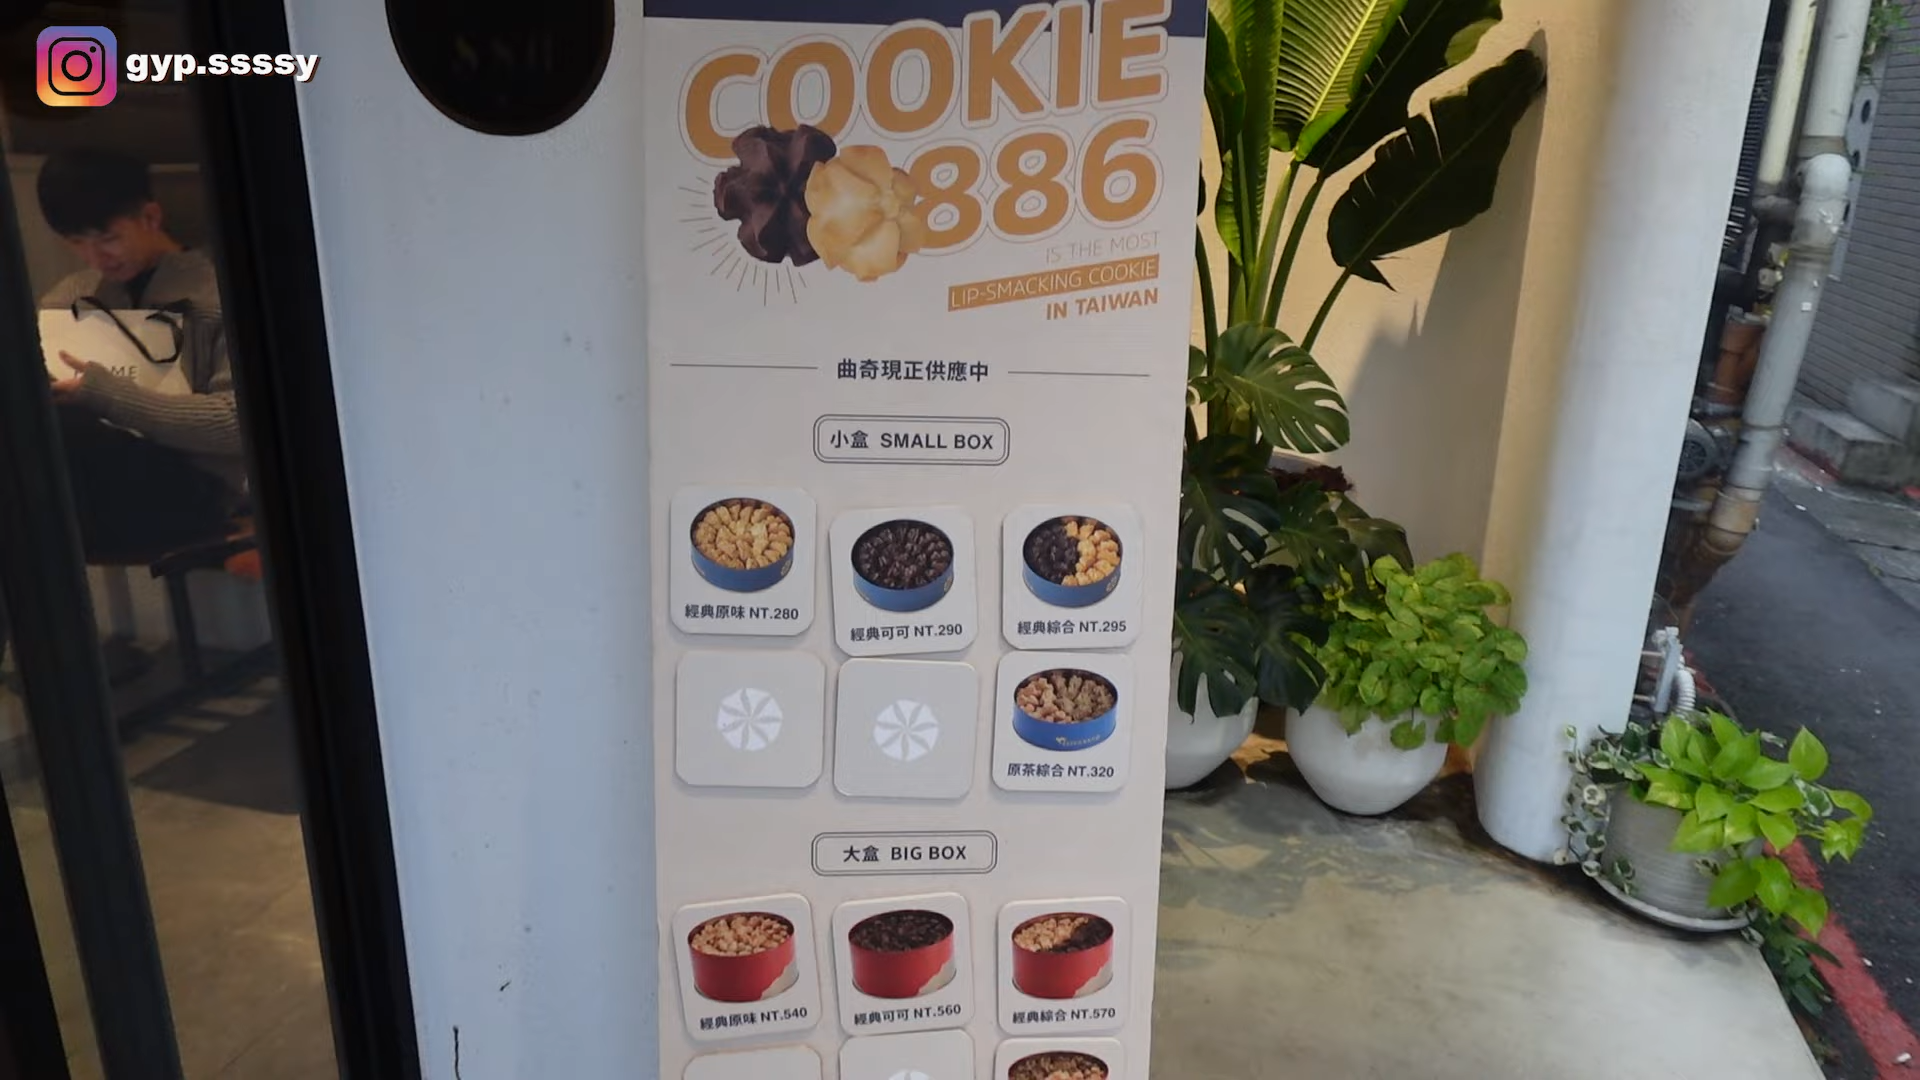 gyp.ssssy
COOKIE
886
IS THE MOST
LIP-SMACKING COOKIE
IN TAIWAN
曲奇現正供應中
小盒 SMALL BOX
經典原味 NT.280
經典可可 NT.290
經典綜合 NT.295
原茶綜合 NT.320
大盒 BIG BOX
經典原味 NT.540
經典可可 NT.560
經典綜合 NT.570